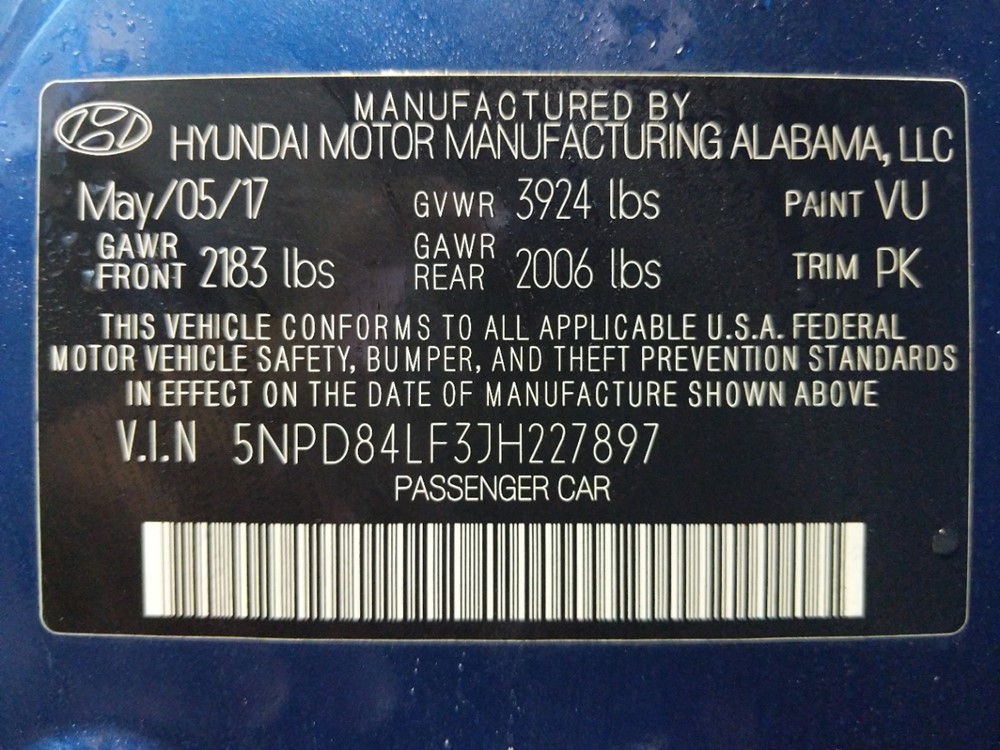 MANUFACTURED BY
HYUNDAI MOTOR MANUFACTURING ALABAMA, LLC
May/05/17 GVWR 3924 lbs PAINT VU
GAWR FRONT 2183 lbs GAWR REAR 2006 lbs TRIM PK
THIS VEHICLE CONFORMS TO ALL APPLICABLE U.S.A. FEDERAL
MOTOR VEHICLE SAFETY, BUMPER, AND THEFT PREVENTION STANDARDS
IN EFFECT ON THE DATE OF MANUFACTURE SHOWN ABOVE
V.I.N 5NPD84LF3JH227897
PASSENGER CAR